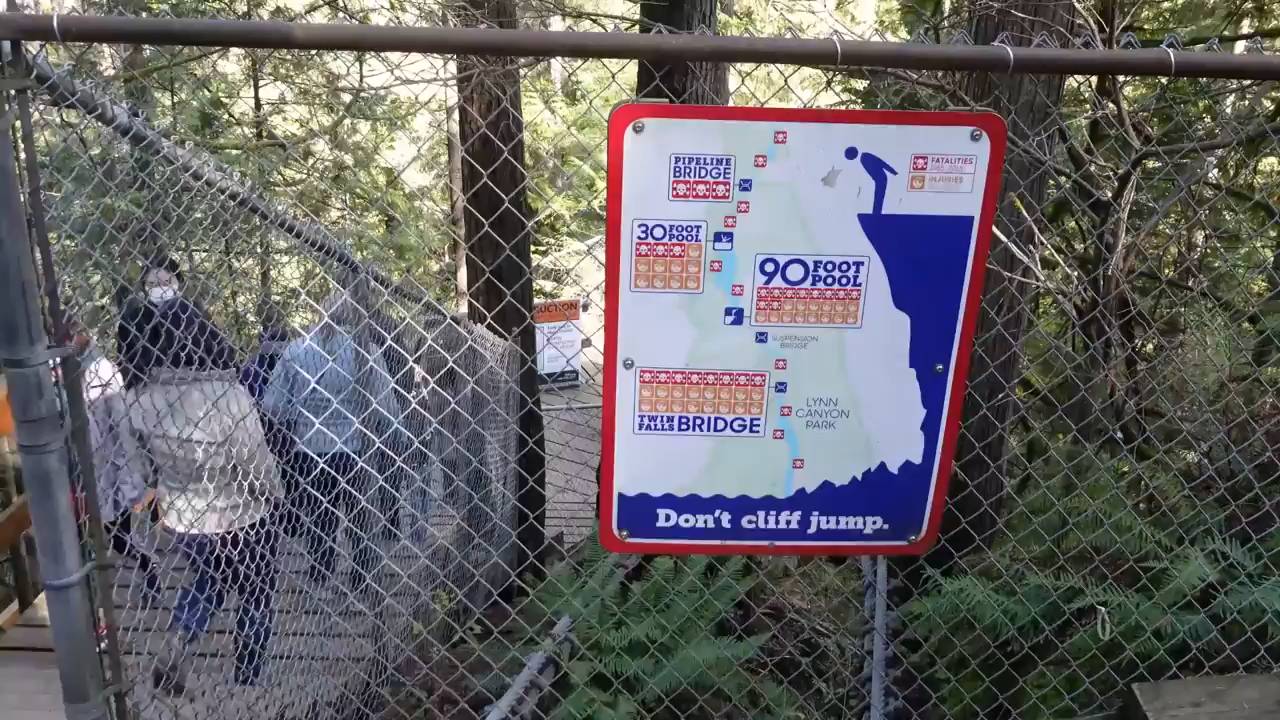 PIPELINE
BRIDGE
FATALITIES
INJURIES
30 FOOT
POOL
90 FOOT
POOL
SUSPENSION
BRIDGE
LYNN
CANYON
PARK
TWIN
FALLS BRIDGE
Don't cliff jump.